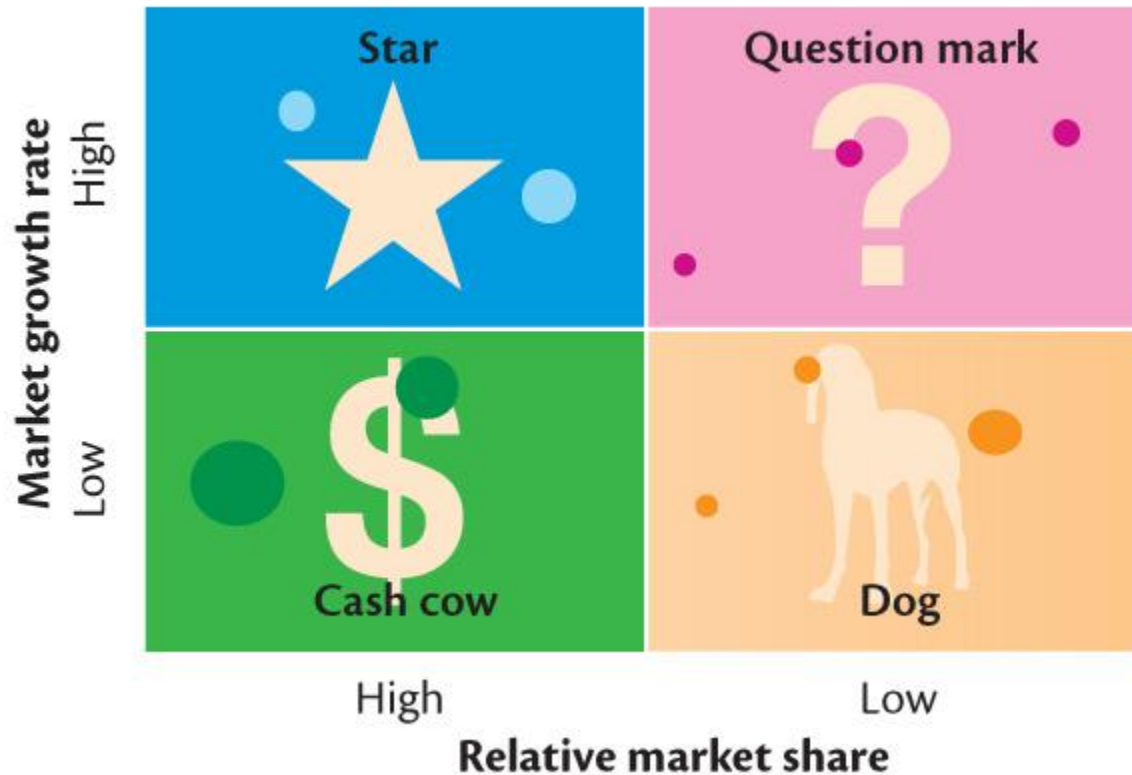 Star
Question mark
Market growth rate
High
Low
?
$
Cash cow
Dog
High
Low
Relative market share